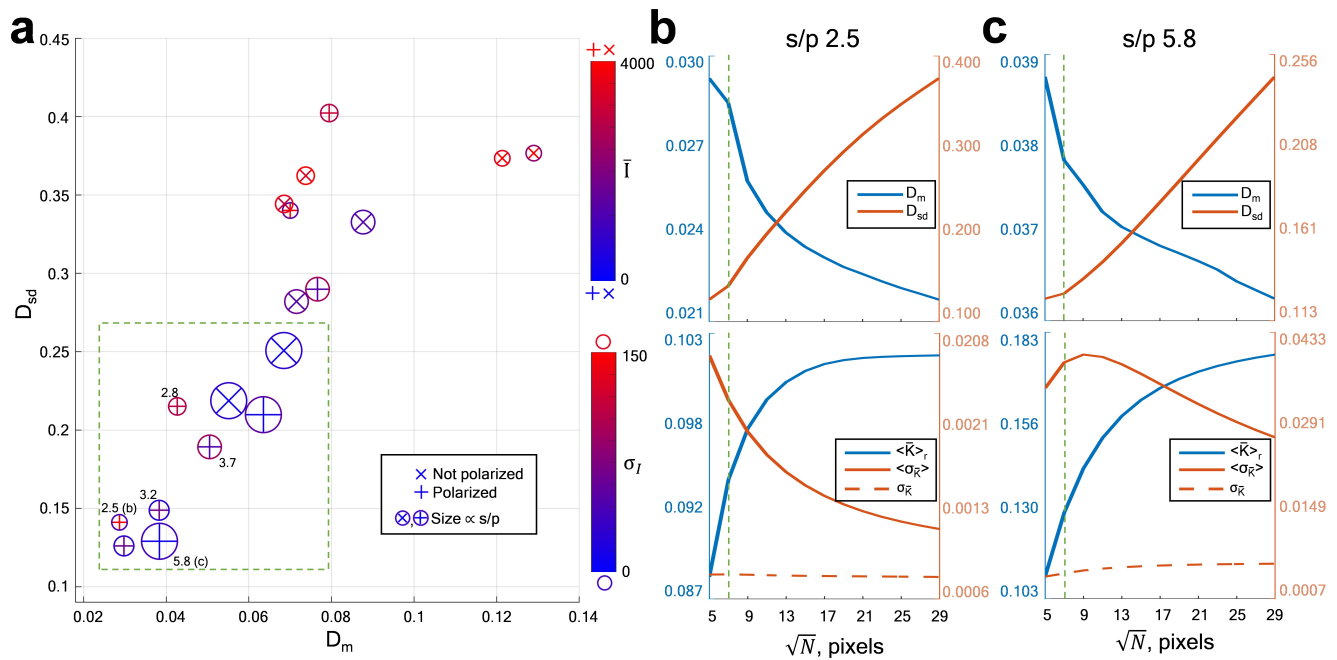 a
D_sd
0.45
0.4
0.35
0.3
0.25
0.2
0.15
0.1
0.02
0.04
0.06
0.08
0.1
0.12
0.14
D_m
2.8
3.7
3.2
2.5 (b)
5.8 (c)
Not polarized
Polarized
, Size ∝ s/p
4000
Ī
0
150
σ_I
0
b
s/p 2.5
0.030
0.027
0.024
0.021
0.400
0.300
0.200
0.100
D_m
D_sd
0.103
0.098
0.092
0.087
0.0208
0.0021
0.0013
0.0006
<K̄>_r
<σ_K̄>
σ_K̄
5 9 13 17 21 25 29
√N̄, pixels
c
s/p 5.8
0.039
0.038
0.037
0.036
0.256
0.208
0.161
0.113
D_m
D_sd
0.183
0.156
0.130
0.103
0.0433
0.0291
0.0149
0.0007
<K̄>_r
<σ_K̄>
σ_K̄
5 9 13 17 21 25 29
√N̄, pixels